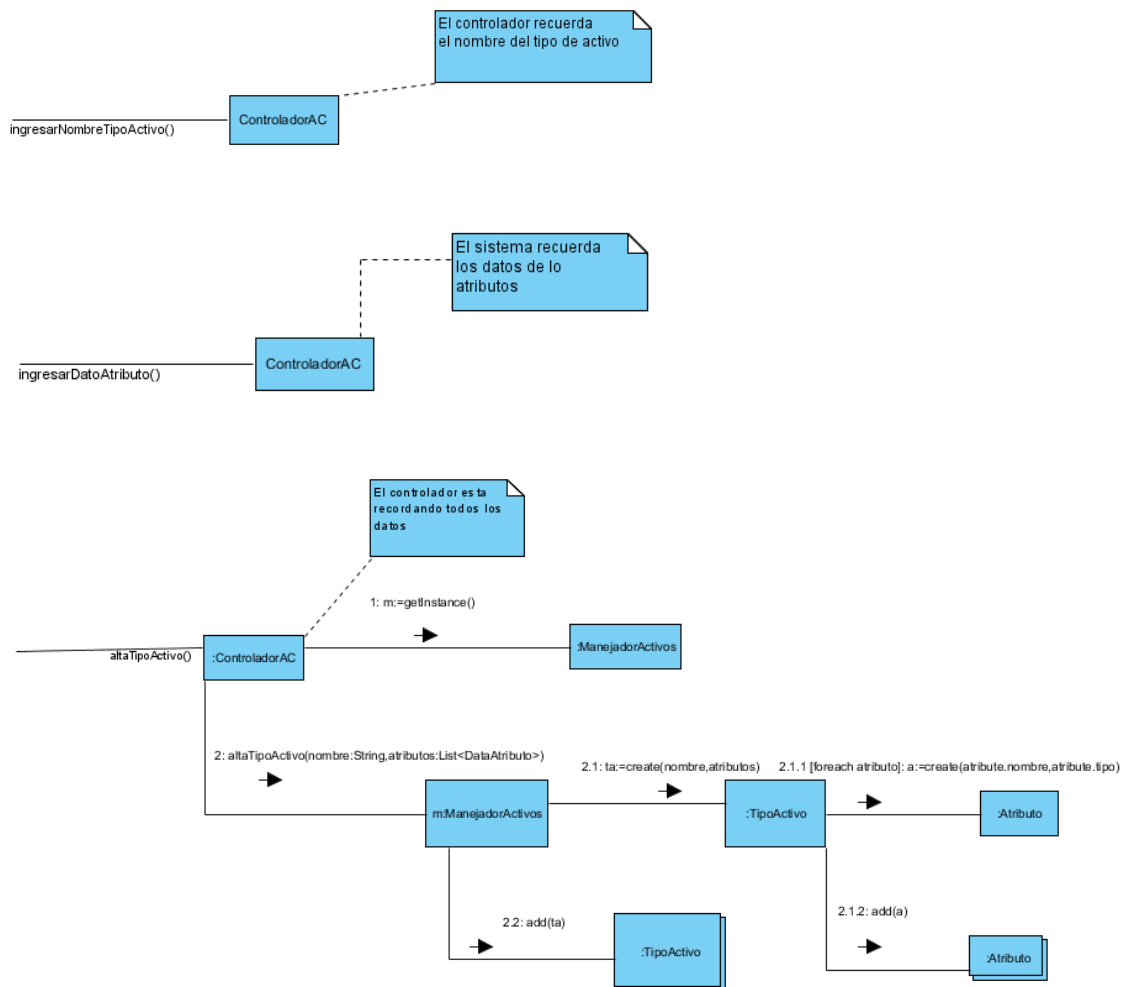 El controlador recuerda
el nombre del tipo de activo
ControladorAC
ingresarNombreTipoActivo()
El sistema recuerda
los datos de lo
atributos
ControladorAC
ingresarDatoAtributo()
El controlador esta
recordando todos los
datos
1: m:=getInstance()
altaTipoActivo()
:ControladorAC
:ManejadorActivos
2: altaTipoActivo(nombre:String,atributos:List<DataAtributo>)
2.1: ta:=create(nombre,atributos)
2.1.1 [foreach atributo]: a:=create(atribute.nombre,atribute.tipo)
m:ManejadorActivos
:TipoActivo
:Atributo
2.2: add(ta)
2.1.2: add(a)
:TipoActivo
:Atributo